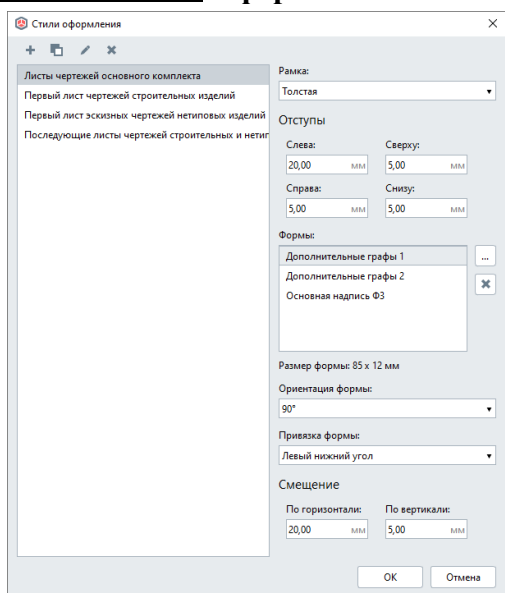 Стили оформления
Листы чертежей основного комплекта
Первый лист чертежей строительных изделий
Первый лист эскизных чертежей нетиповых изделий
Последующие листы чертежей строительных и нетип
Рамка:
Толстая
Отступы
Слева: Сверху:
20,00 мм 5,00 мм
Справа: Снизу:
5,00 мм 5,00 мм
Формы:
Дополнительные графы 1
...
Дополнительные графы 2
Основная надпись Ф3
Размер формы: 85 x 12 мм
Ориентация формы:
90°
Привязка формы:
Левый нижний угол
Смещение
По горизонтали: По вертикали:
20,00 мм 5,00 мм
ОК Отмена